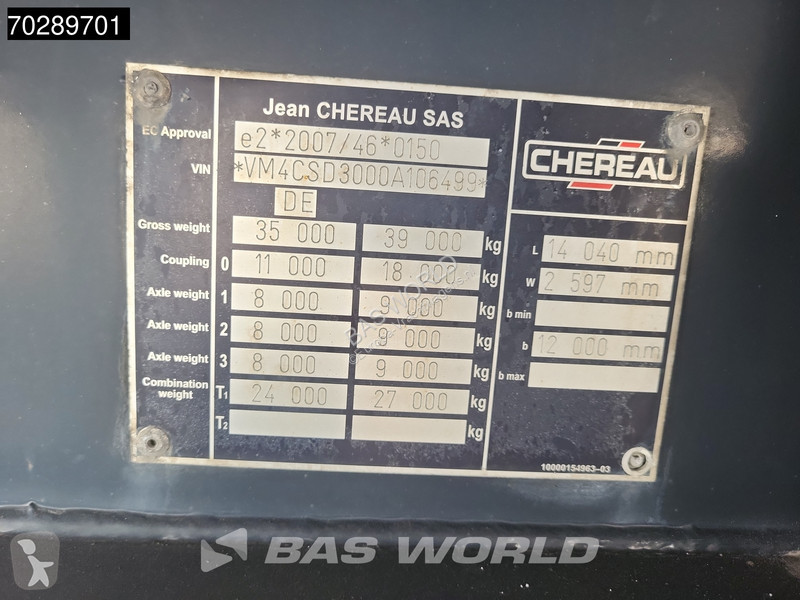 70289701
Jean CHEREAU SAS
EC Approval e2*2007/46*0150
VIN *VM4CSD3000A106499*
DE
Gross weight 35 000 39 000 kg
Coupling 0 11 000 18 000 kg
Axle weight 1 8 000 9 000 kg
Axle weight 2 8 000 9 000 kg
Axle weight 3 8 000 9 000 kg
Combination weight T1 24 000 27 000 kg
T2 kg
CHEREAU
L 14 040 mm
W 2 597 mm
b min
b 12 000 mm
b max
10000154963-03
BAS WORLD
BAS WORLD